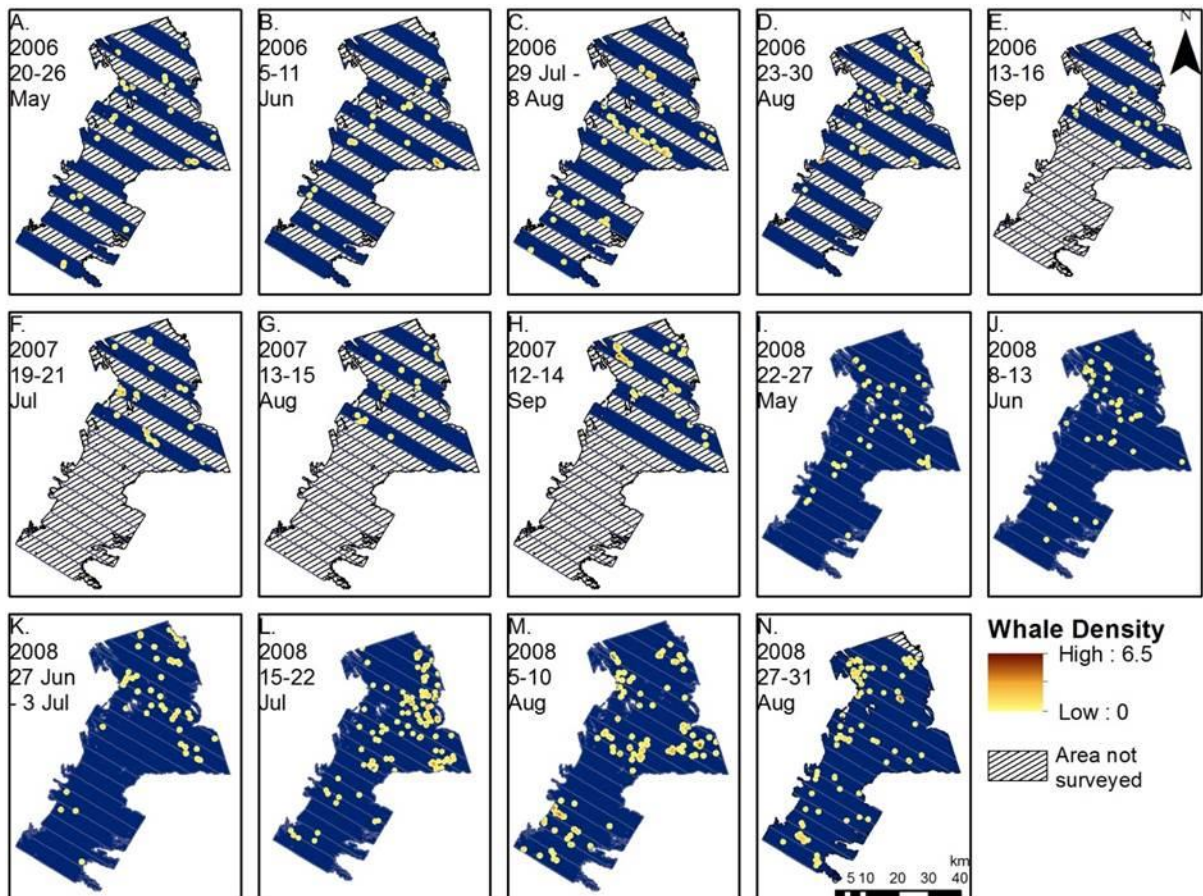 A.
2006
20-26
May
B.
2006
5-11
Jun
C.
2006
29 Jul -
8 Aug
D.
2006
23-30
Aug
E.
2006
13-16
Sep
N
F.
2007
19-21
Jul
G.
2007
13-15
Aug
H.
2007
12-14
Sep
I.
2008
22-27
May
J.
2008
8-13
Jun
K.
2008
27 Jun
- 3 Jul
L.
2008
15-22
Jul
M.
2008
5-10
Aug
N.
2008
27-31
Aug
Whale Density
High : 6.5
Low : 0
Area not
surveyed
km
0 5 10 20 30 40